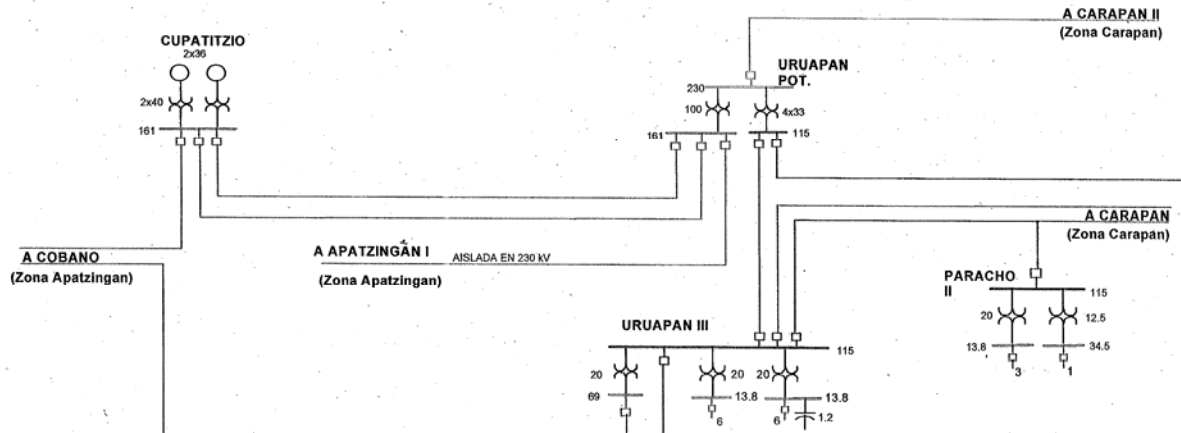 A CARAPAN II
(Zona Carapan)
CUPATITZIO
2x36
URUAPAN
POT.
230
2x40
100
4x33
161
161
115
A CARAPAN
(Zona Carapan)
A COBANO
(Zona Apatzingan)
A APATZINGÁN I
AISLADA EN 230 kV
(Zona Apatzingan)
PARACHO
II
115
20
12.5
13.8
34.5
3
1
URUAPAN III
115
20
20
20
69
13.8
13.8
6
6
1.2